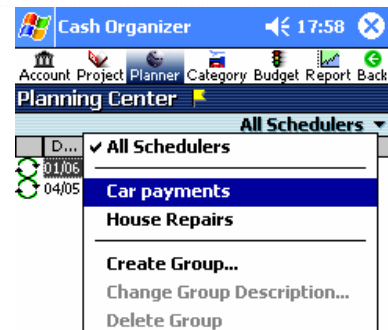 Cash Organizer 17:58
Account Project Planner Category Budget Report Back
Planning Center
All Schedulers
D...
✓ All Schedulers
01/06
04/05
Car payments
House Repairs
Create Group...
Change Group Description...
Delete Group